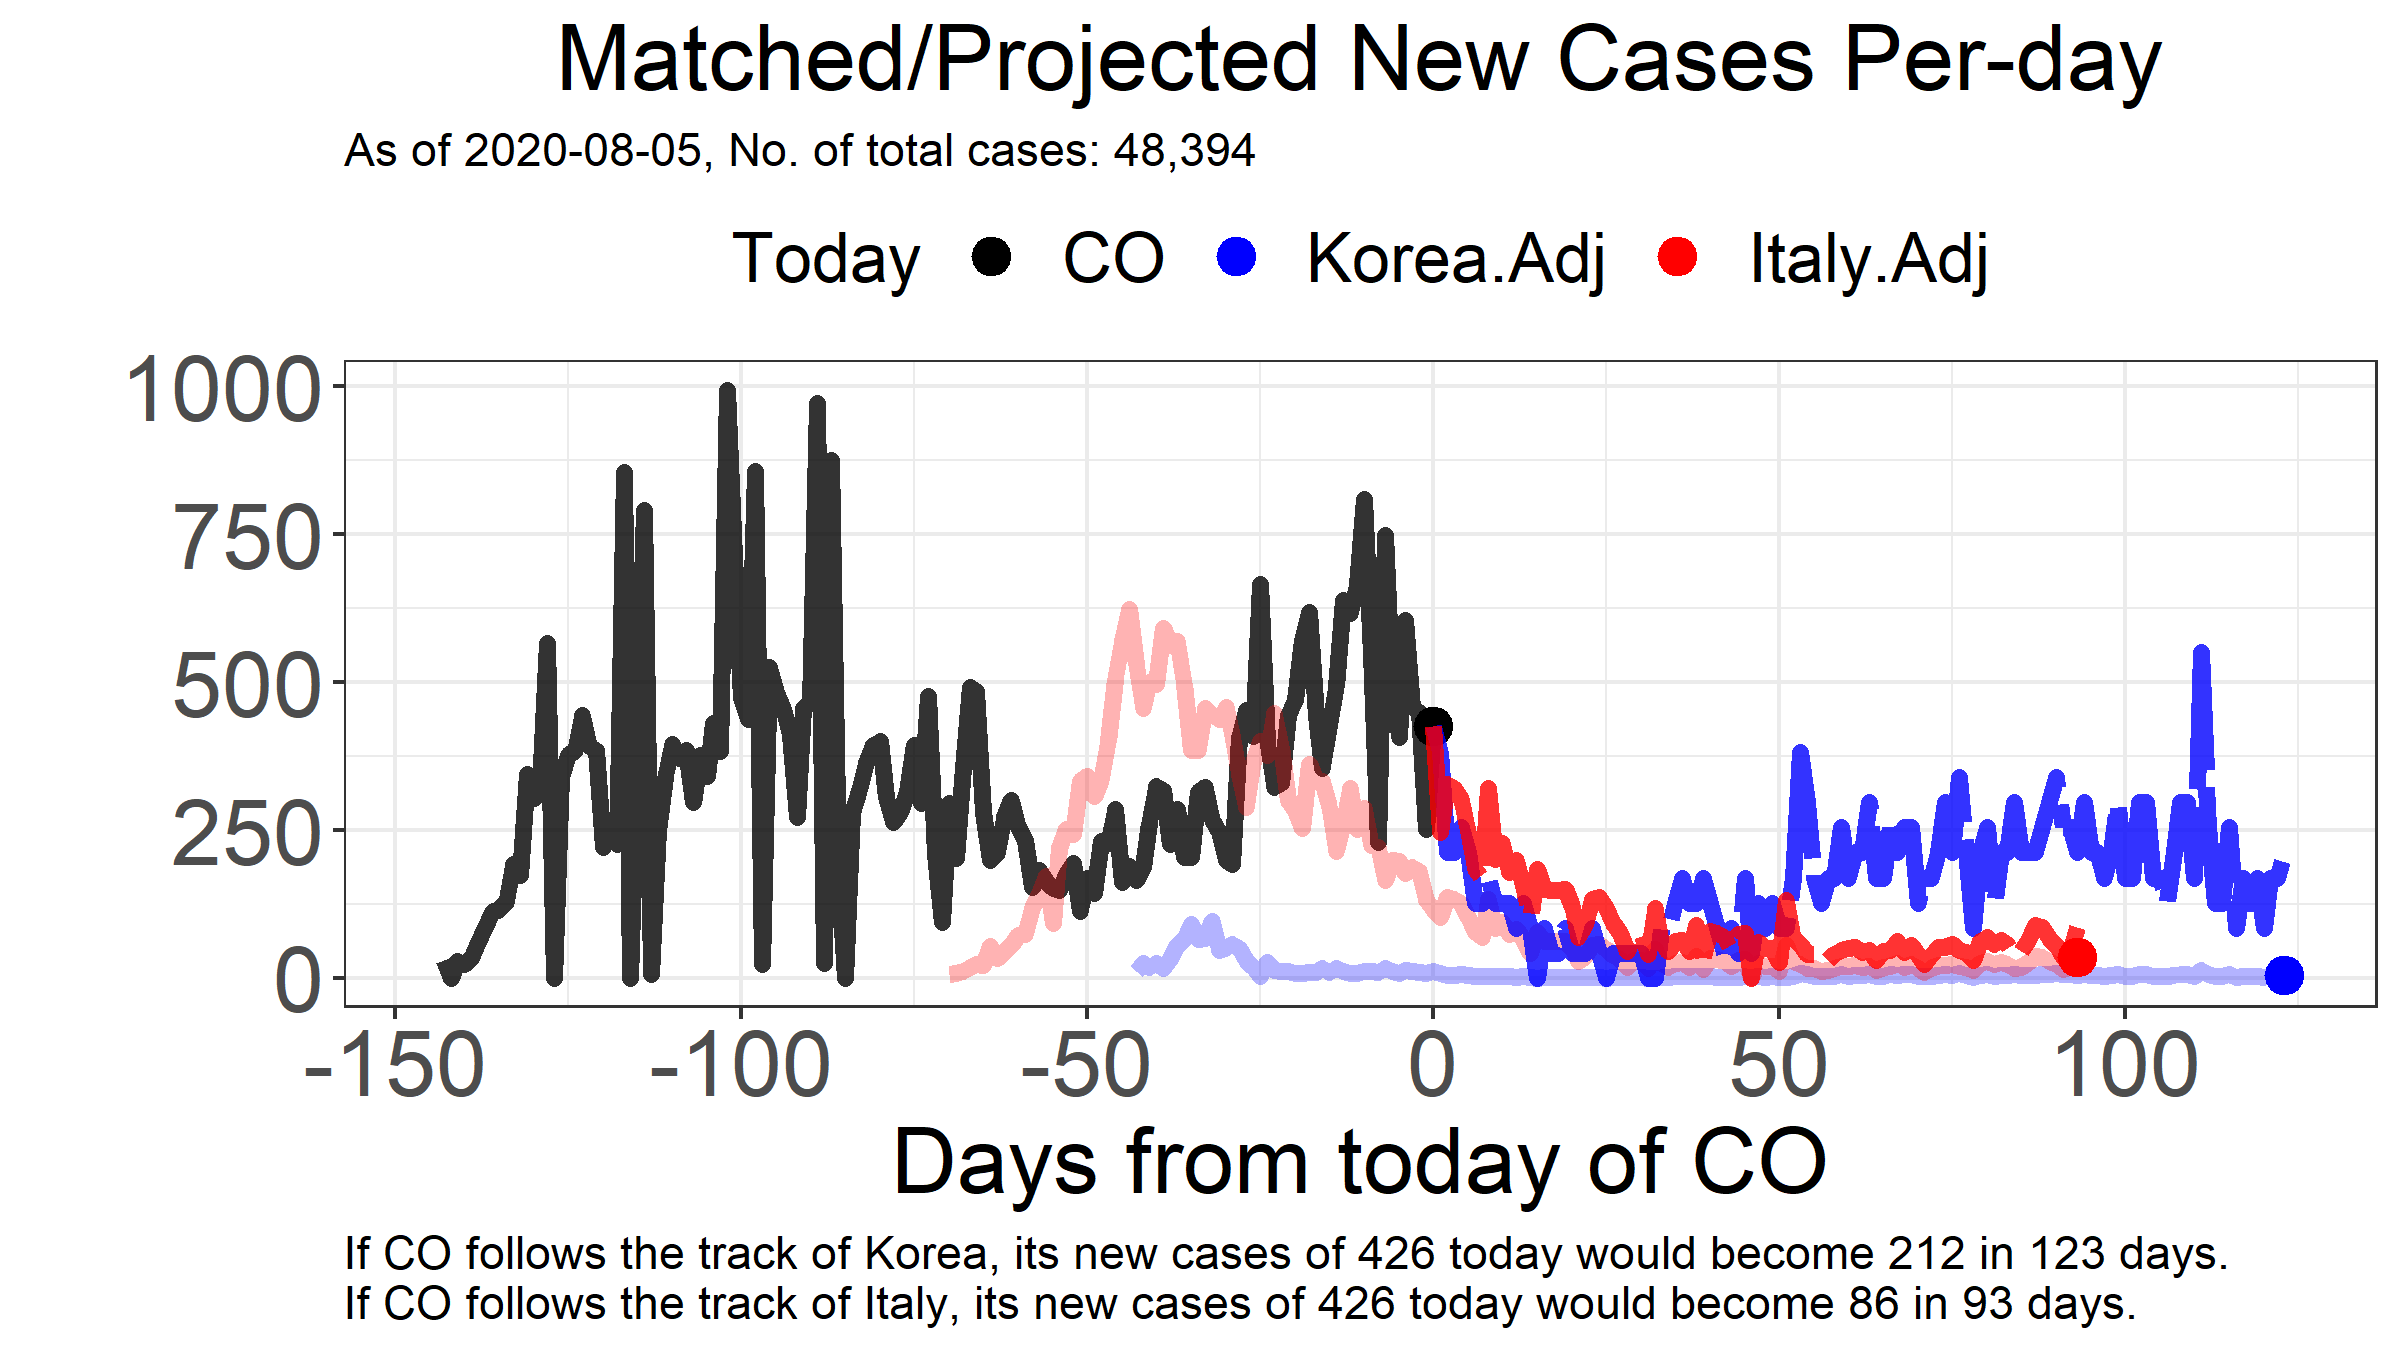 Matched/Projected New Cases Per-day
As of 2020-08-05, No. of total cases: 48,394
Today CO Korea.Adj Italy.Adj
1000
750
500
250
0
-150 -100 -50 0 50 100
Days from today of CO
If CO follows the track of Korea, its new cases of 426 today would become 212 in 123 days.
If CO follows the track of Italy, its new cases of 426 today would become 86 in 93 days.